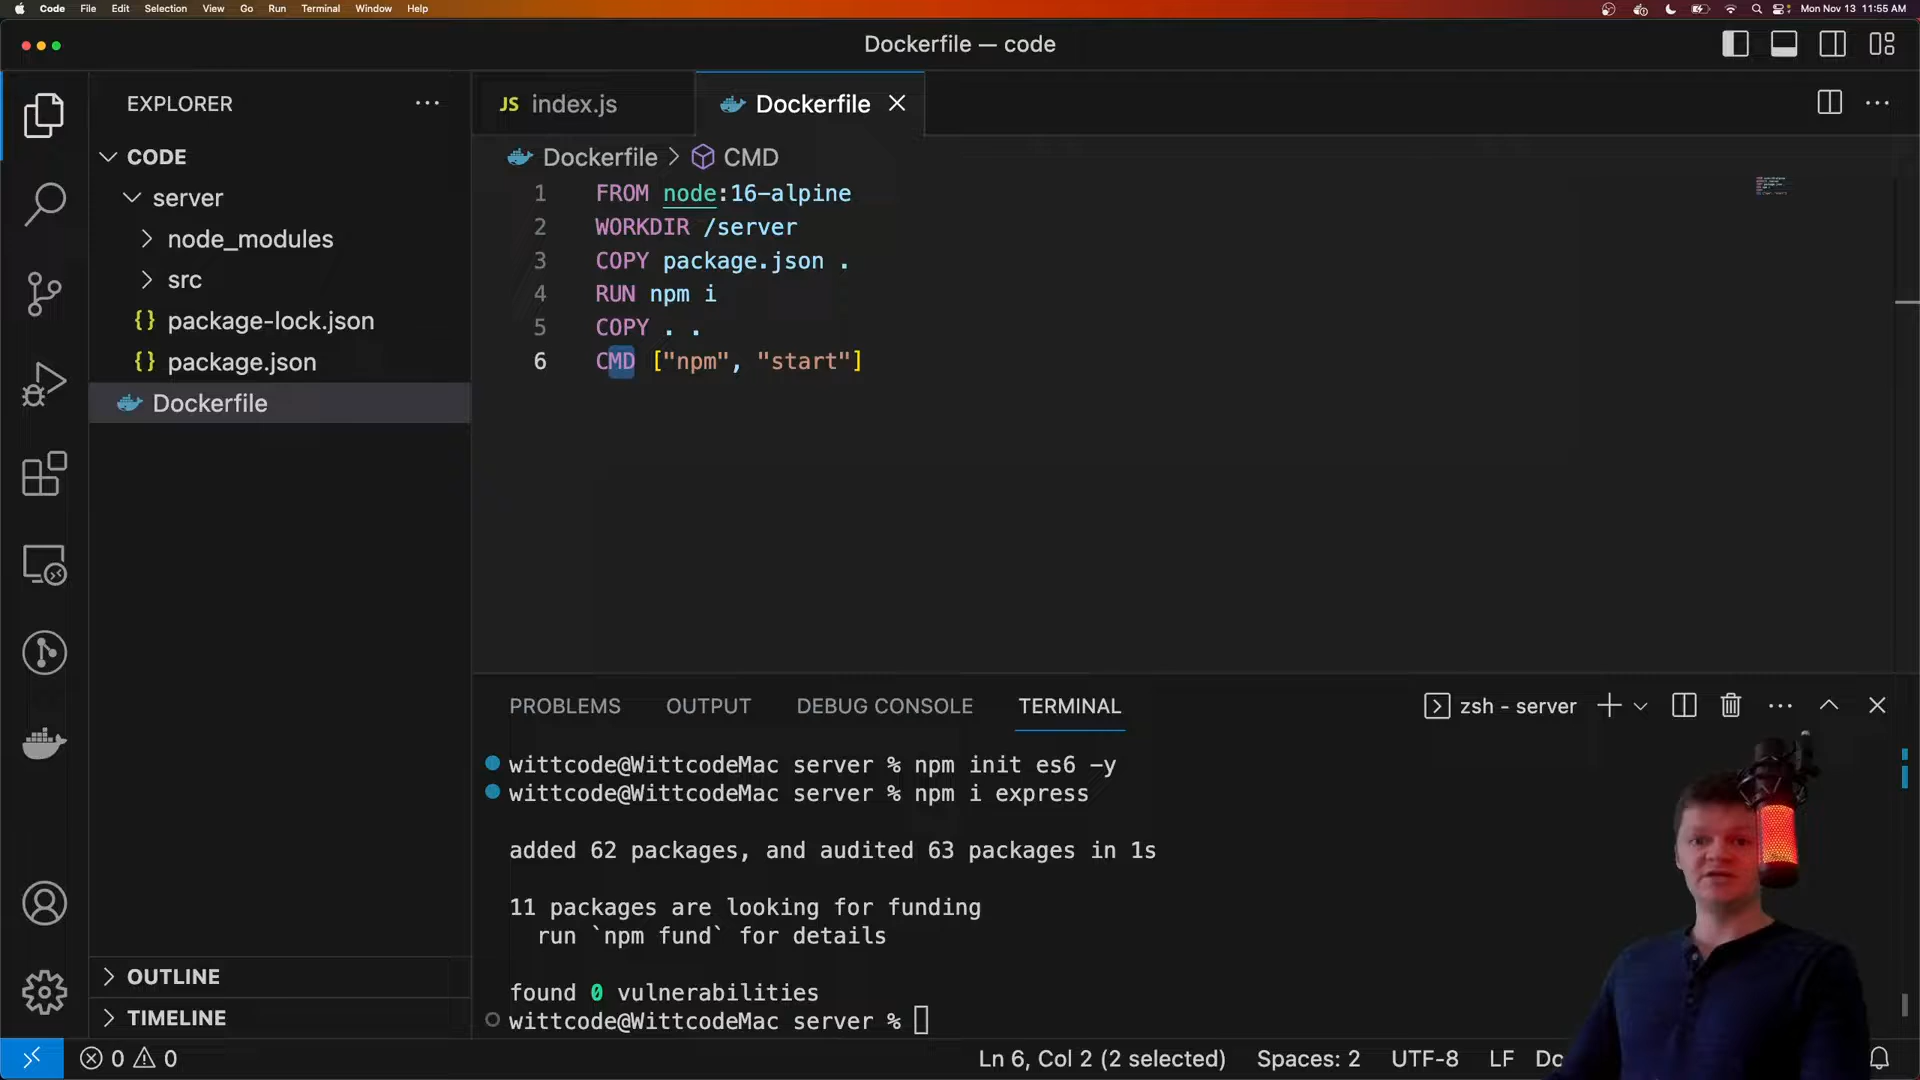 Code File Edit Selection View Go Run Terminal Window Help Mon Nov 13 11:55 AM
Dockerfile — code
EXPLORER
JS index.js
Dockerfile
CODE
Dockerfile > CMD
server
node_modules
src
package-lock.json
package.json
Dockerfile
1 FROM node:16-alpine
2 WORKDIR /server
3 COPY package.json .
4 RUN npm i
5 COPY . .
6 CMD ["npm", "start"]
PROBLEMS OUTPUT DEBUG CONSOLE TERMINAL zsh - server
wittcode@WittcodeMac server % npm init es6 -y
wittcode@WittcodeMac server % npm i express
added 62 packages, and audited 63 packages in 1s
11 packages are looking for funding
run `npm fund` for details
found 0 vulnerabilities
wittcode@WittcodeMac server %
OUTLINE
TIMELINE
0 0 Ln 6, Col 2 (2 selected) Spaces: 2 UTF-8 LF Do